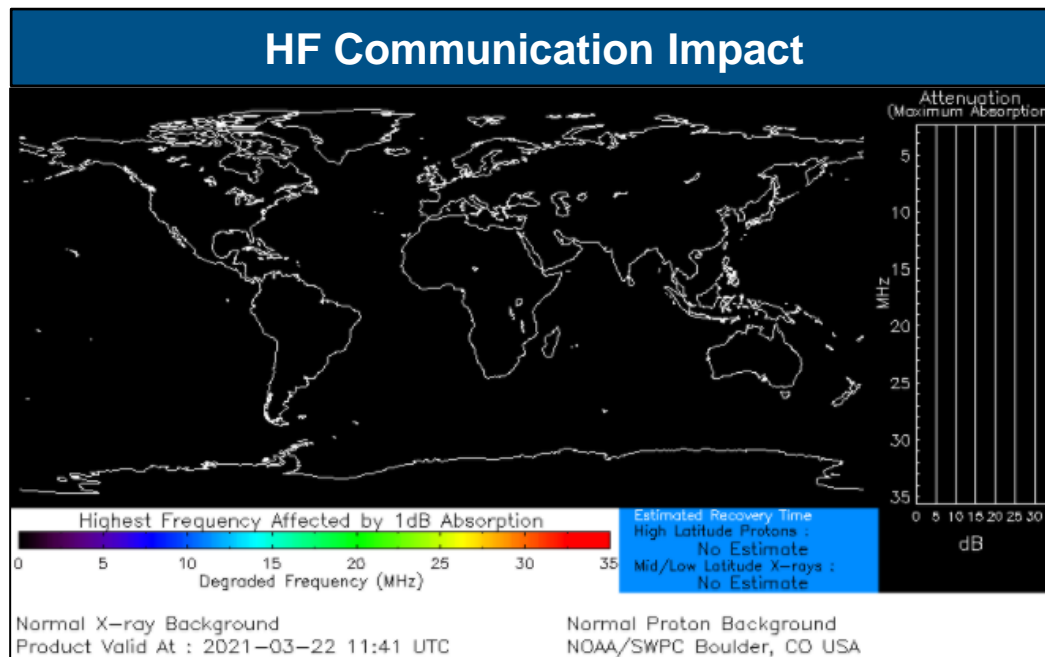 HF Communication Impact
Attenuation
(Maximum Absorption
5
10
15
20
25
30
35
MHz
0 5 10 15 20 25 30
dB
Highest Frequency Affected by 1dB Absorption
0 5 10 15 20 25 30 35
Degraded Frequency (MHz)
Estimated Recovery Time
High Latitude Protons :
No Estimate
Mid/Low Latitude X-rays :
No Estimate
Normal X-ray Background
Product Valid At : 2021-03-22 11:41 UTC
Normal Proton Background
NOAA/SWPC Boulder, CO USA